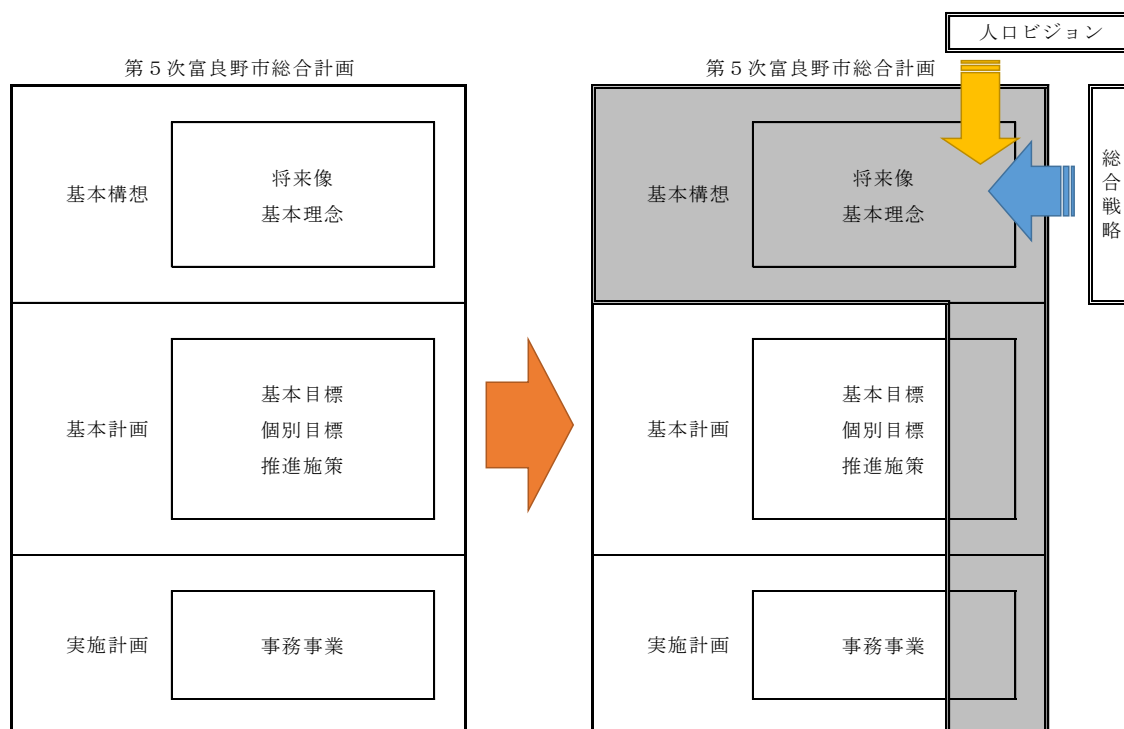 人口ビジョン
第５次富良野市総合計画
基本構想
将来像
基本理念
基本計画
基本目標
個別目標
推進施策
実施計画
事務事業
第５次富良野市総合計画
基本構想
将来像
基本理念
総合戦略
基本計画
基本目標
個別目標
推進施策
実施計画
事務事業